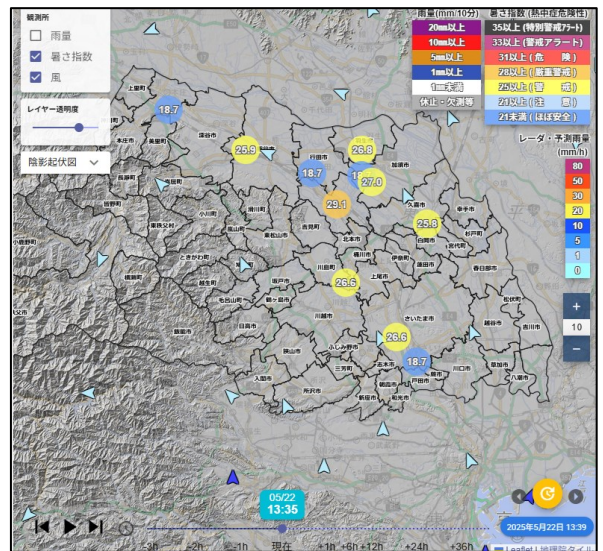 観測所
雨量
暑さ指数
風
レイヤー透明度
陰影起伏図
雨量(mm/10分)
20mm以上
10mm以上
5mm以上
1mm以上
1mm未満
休止・欠測等
暑さ指数 (熱中症危険性)
35以上 (特別警戒アラート)
33以上 (警戒アラート)
31以上 ( 危 険 )
28以上 ( 厳重警戒 )
25以上 ( 警 戒 )
21以上 ( 注 意 )
21未満 ( ほぼ安全 )
レーダ・予測雨量
(mm/h)
80
50
30
20
10
5
1
0
+
10
−
上里町
18.7
本庄市
美里町
深谷市
25.9
行田市
26.8
18.7
27.0
加須市
長瀞町
寄居町
皆野町
小鹿野町
秩父市
東秩父村
小川町
嵐山町
滑川町
東松山市
吉見町
29.1
北本市
久喜市
25.8
幸手市
杉戸町
宮代町
白岡市
ときがわ町
横瀬町
越生町
毛呂山町
鶴ヶ島市
坂戸市
川島町
26.6
桶川市
上尾市
伊奈町
蓮田市
春日部市
飯能市
日高市
川越市
さいたま市
26.6
松伏町
越谷市
吉川市
狭山市
ふじみ野市
三芳町
志木市
18.7
戸田市
蕨市
川口市
草加市
八潮市
入間市
所沢市
新座市
朝霞市
和光市
05/22
13:35
-3h
-2h
-1h
現在
+1h
+6h
+12h
+24h
+36h
2025年5月22日 13:39
Leaflet | 地理院タイル